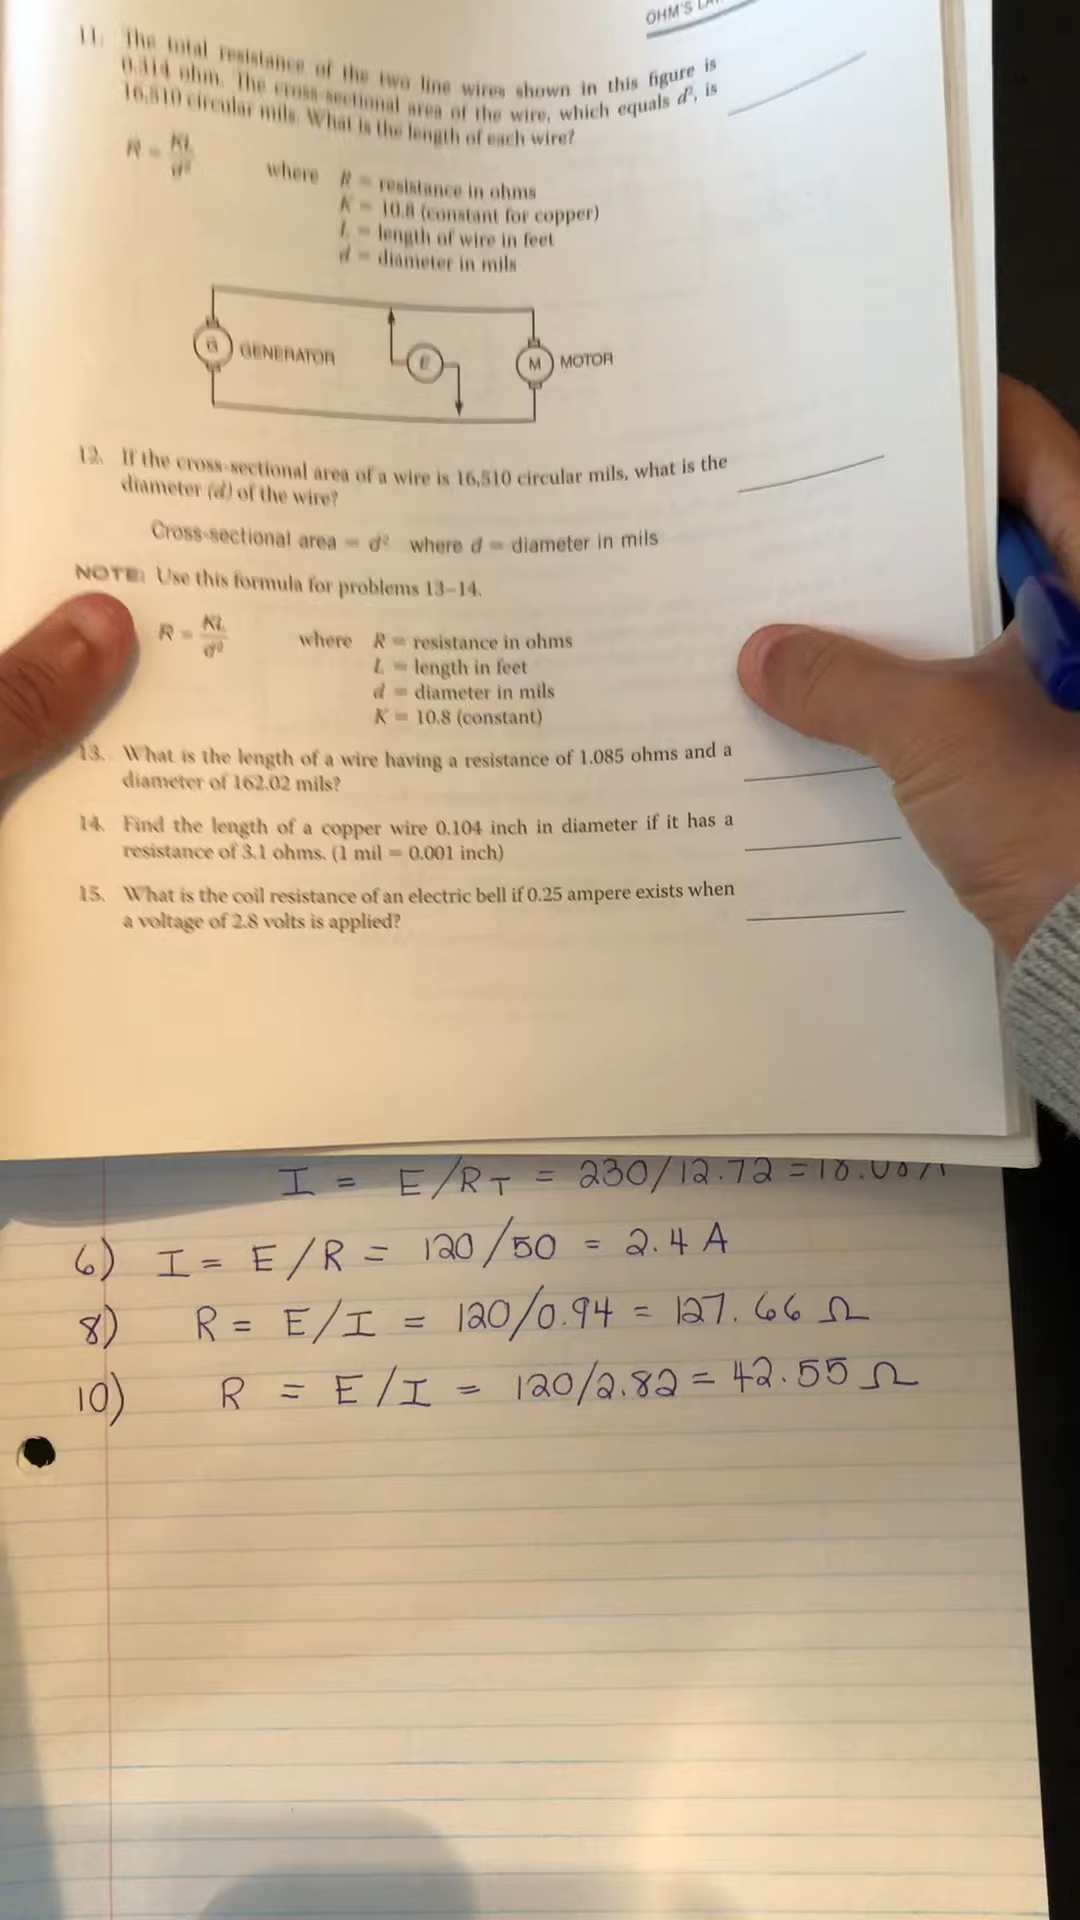 OHM'S
11. The total resistance of the two line wires shown in this figure is
0.314 ohm. The cross-sectional area of the wire, which equals d², is
16,510 circular mils. What is the length of each wire?
R = KL
d²
where R = resistance in ohms
K = 10.8 (constant for copper)
L = length of wire in feet
d = diameter in mils
G GENERATOR E M MOTOR
12. If the cross-sectional area of a wire is 16,510 circular mils, what is the
diameter (d) of the wire?
Cross-sectional area = d² where d = diameter in mils
NOTE: Use this formula for problems 13–14.
R = KL
d²
where R = resistance in ohms
L = length in feet
d = diameter in mils
K = 10.8 (constant)
13. What is the length of a wire having a resistance of 1.085 ohms and a
diameter of 162.02 mils?
14. Find the length of a copper wire 0.104 inch in diameter if it has a
resistance of 3.1 ohms. (1 mil = 0.001 inch)
15. What is the coil resistance of an electric bell if 0.25 ampere exists when
a voltage of 2.8 volts is applied?
I = E/RT = 230/12.72 =
6) I = E/R = 120/50 = 2.4 A
8) R = E/I = 120/0.94 = 127.66 Ω
10) R = E/I = 120/2.82 = 42.55 Ω